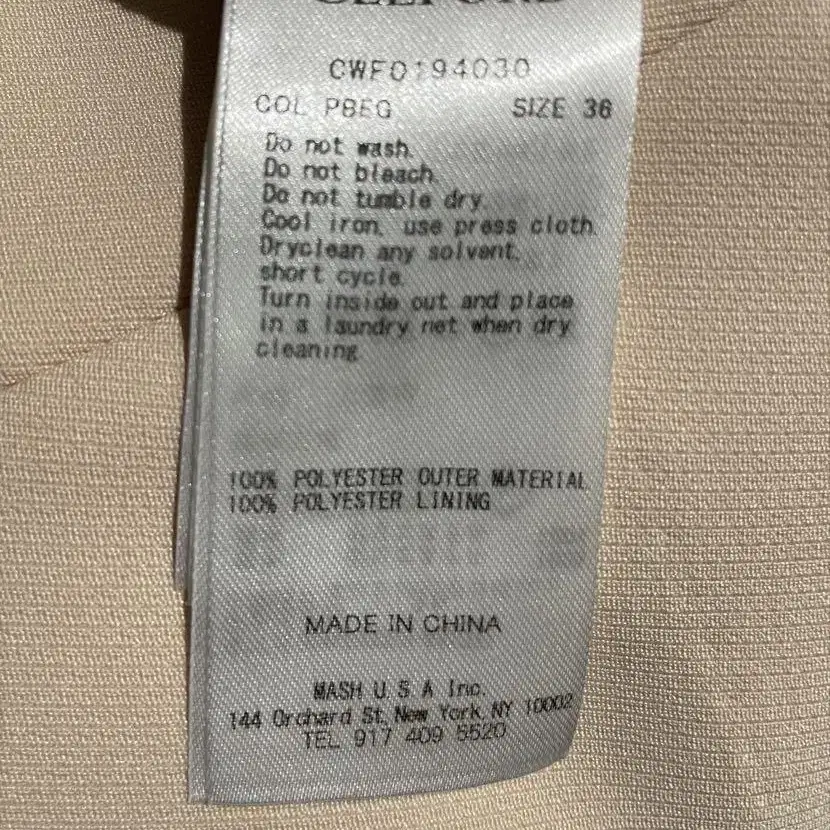 CELFORD
CWFO194030
COL PBEG SIZE 36
Do not wash.
Do not bleach.
Do not tumble dry.
Cool iron, use press cloth.
Dryclean any solvent,
short cycle.
Turn inside out and place
in a laundry net when dry
cleaning.
100% POLYESTER OUTER MATERIAL
100% POLYESTER LINING
MADE IN CHINA
MASH U S A Inc.
144 Orchard St, New York, NY 10002
TEL 917 409 5520